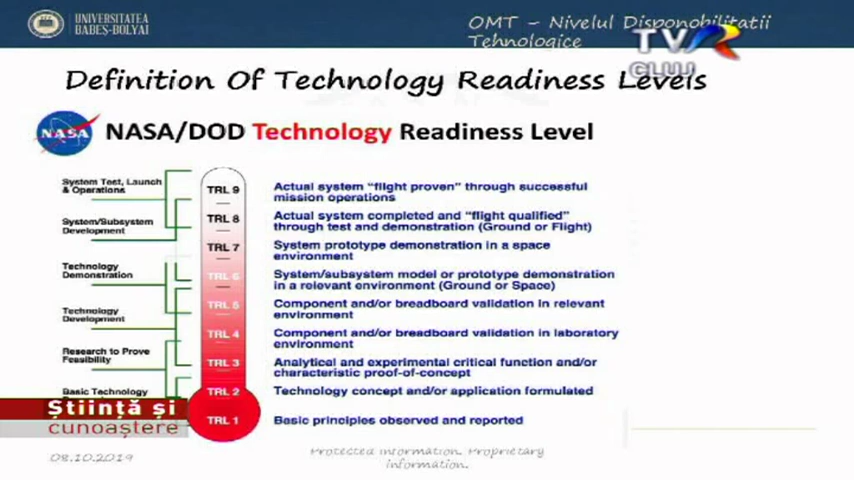 UNIVERSITATEA
BABEȘ-BOLYAI
OMT – Nivelul Disponobilitatii
Tehnologice
TVR
CLUJ
Definition Of Technology Readiness Levels
NASA
NASA/DOD Technology Readiness Level
System Test, Launch
& Operations
System/Subsystem
Development
Technology
Demonstration
Technology
Development
Research to Prove
Feasibility
Basic Technology
TRL 9
TRL 8
TRL 7
TRL 6
TRL 5
TRL 4
TRL 3
TRL 2
TRL 1
Actual system “flight proven” through successful
mission operations
Actual system completed and “flight qualified”
through test and demonstration (Ground or Flight)
System prototype demonstration in a space
environment
System/subsystem model or prototype demonstration
in a relevant environment (Ground or Space)
Component and/or breadboard validation in relevant
environment
Component and/or breadboard validation in laboratory
environment
Analytical and experimental critical function and/or
characteristic proof-of-concept
Technology concept and/or application formulated
Basic principles observed and reported
Știință și
cunoaștere
08.10.2019
Protected information. Proprietary
information.